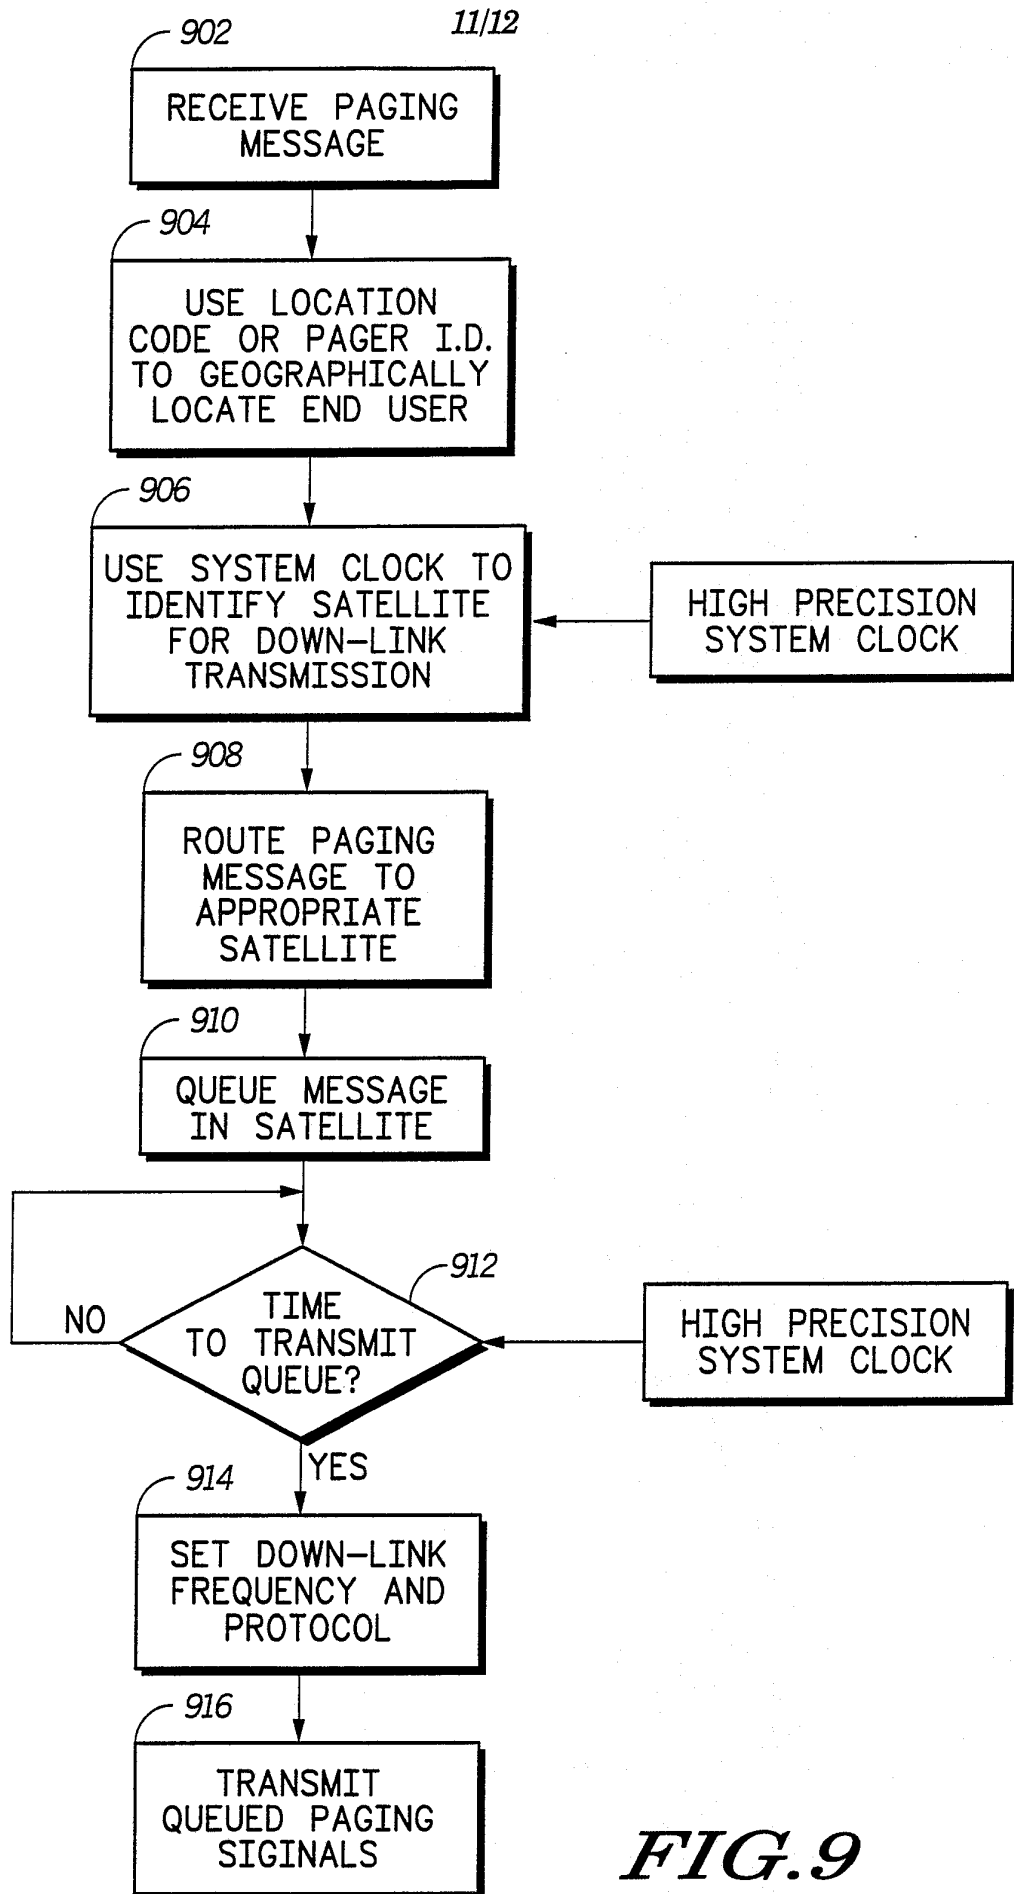 11/12
902
RECEIVE PAGING
MESSAGE
904
USE LOCATION
CODE OR PAGER I.D.
TO GEOGRAPHICALLY
LOCATE END USER
906
USE SYSTEM CLOCK TO
IDENTIFY SATELLITE
FOR DOWN-LINK
TRANSMISSION
HIGH PRECISION
SYSTEM CLOCK
908
ROUTE PAGING
MESSAGE TO
APPROPRIATE
SATELLITE
910
QUEUE MESSAGE
IN SATELLITE
912
TIME
TO TRANSMIT
QUEUE?
NO
HIGH PRECISION
SYSTEM CLOCK
YES
914
SET DOWN-LINK
FREQUENCY AND
PROTOCOL
916
TRANSMIT
QUEUED PAGING
SIGINALS
FIG.9